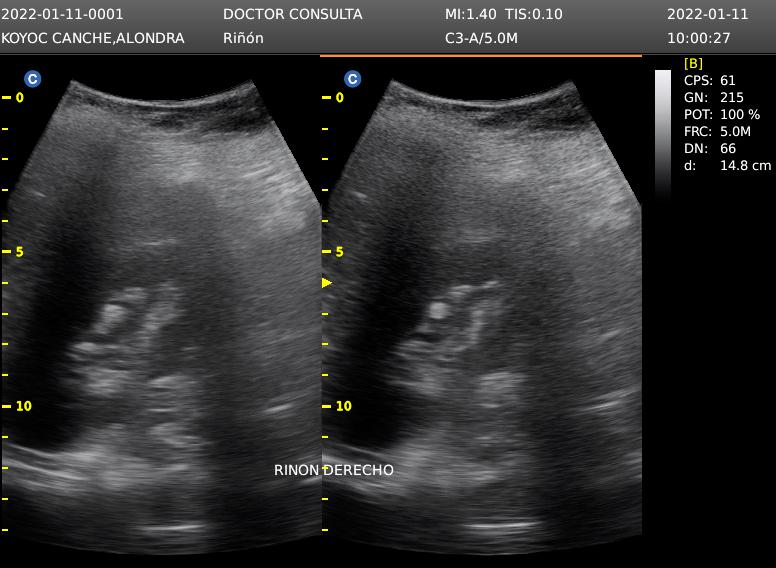 2022-01-11-0001 DOCTOR CONSULTA MI:1.40 TIS:0.10 2022-01-11
KOYOC CANCHE,ALONDRA Riñón C3-A/5.0M 10:00:27
[B]
CPS: 61
GN: 215
POT: 100 %
FRC: 5.0M
DN: 66
d: 14.8 cm
C C
0 0
5 5
10 10
RINON DERECHO